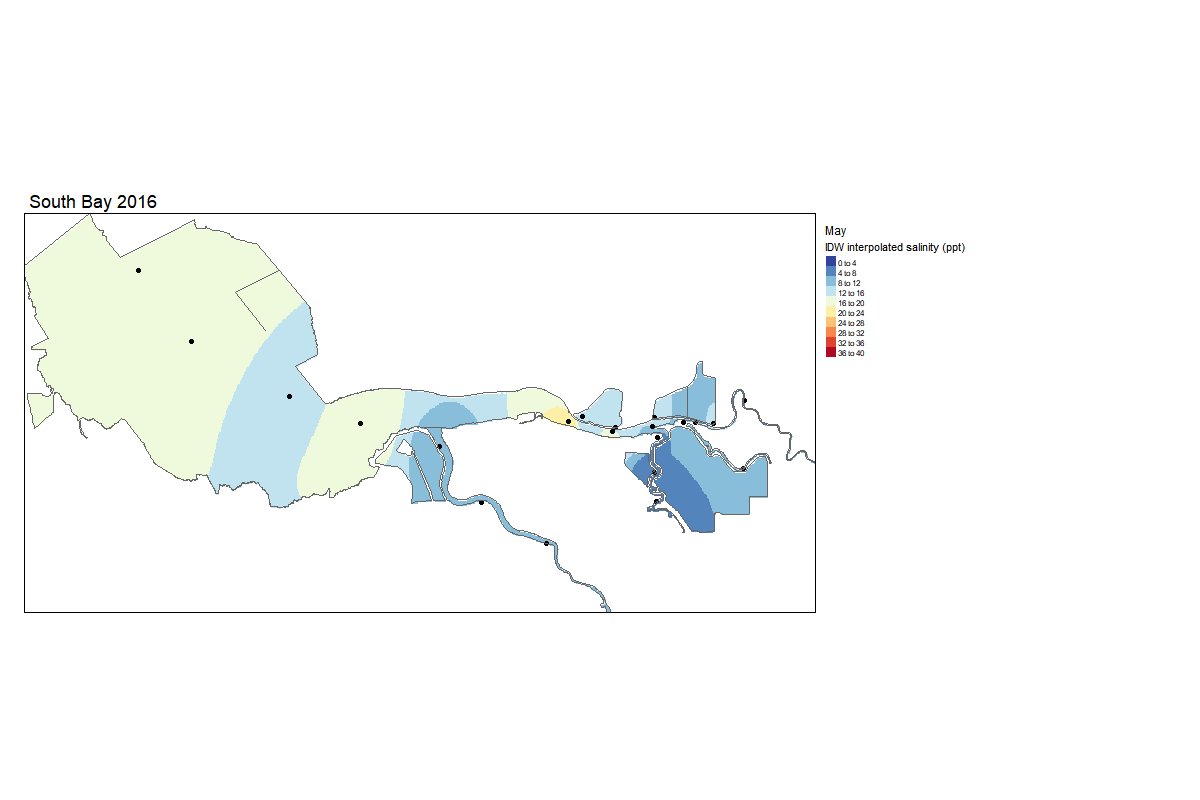 South Bay 2016
May
IDW interpolated salinity (ppt)
0 to 4
4 to 8
8 to 12
12 to 16
16 to 20
20 to 24
24 to 28
28 to 32
32 to 36
36 to 40